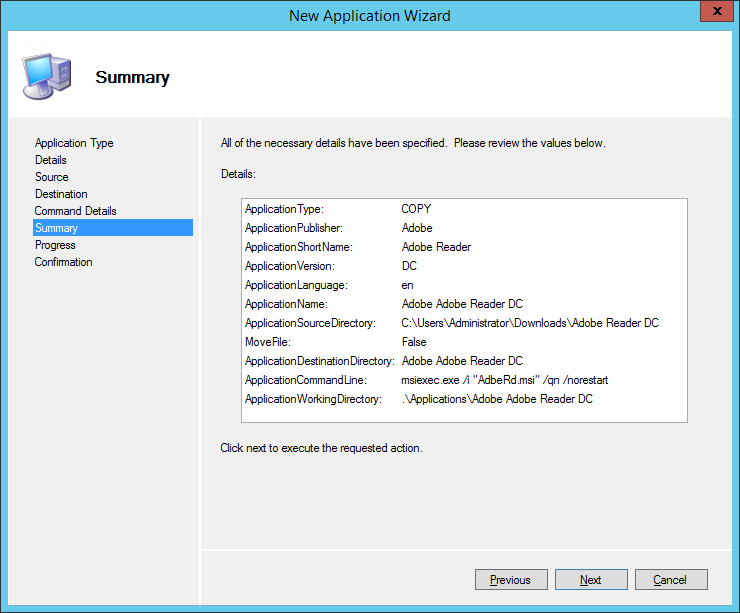 New Application Wizard
x
Summary
Application Type
Details
Source
Destination
Command Details
Summary
Progress
Confirmation
All of the necessary details have been specified.  Please review the values below.
Details:
ApplicationType: COPY
ApplicationPublisher: Adobe
ApplicationShortName: Adobe Reader
ApplicationVersion: DC
ApplicationLanguage: en
ApplicationName: Adobe Adobe Reader DC
ApplicationSourceDirectory: C:\Users\Administrator\Downloads\Adobe Reader DC
MoveFile: False
ApplicationDestinationDirectory: Adobe Adobe Reader DC
ApplicationCommandLine: msiexec.exe /i "AdbeRd.msi" /qn /norestart
ApplicationWorkingDirectory: .\Applications\Adobe Adobe Reader DC
Click next to execute the requested action.
Previous Next Cancel